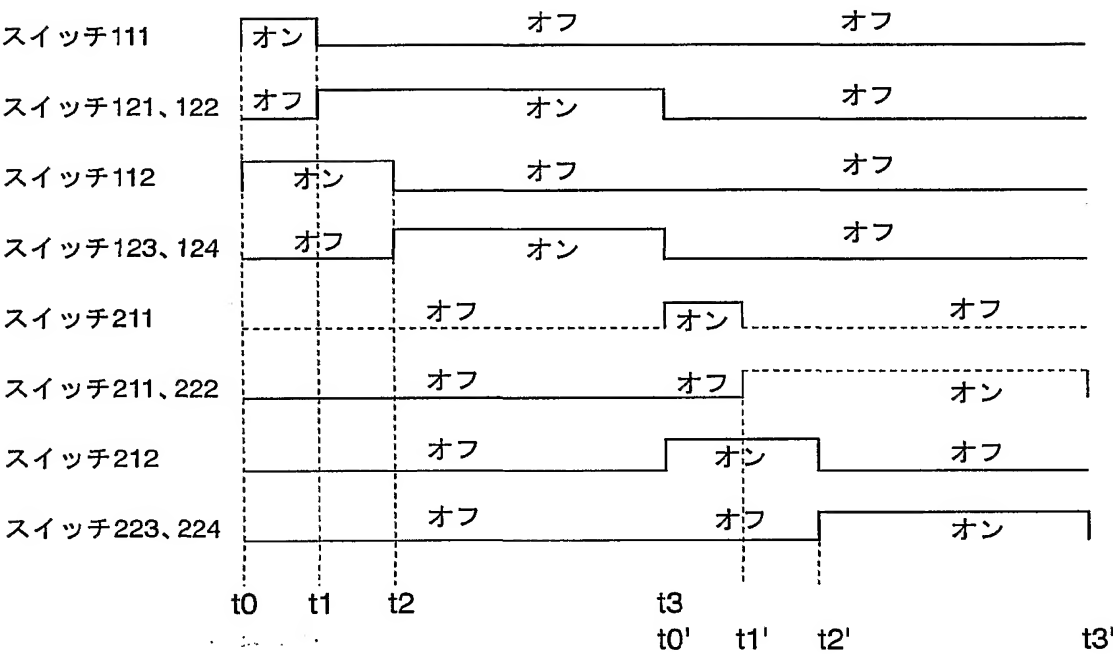 スイッチ111 オン オフ オフ
スイッチ121、122 オフ オン オフ
スイッチ112 オン オフ オフ
スイッチ123、124 オフ オン オフ
スイッチ211 オフ オン オフ
スイッチ211、222 オフ オフ オン
スイッチ212 オフ オン オフ
スイッチ223、224 オフ オフ オン
t0 t1 t2 t3
t0' t1' t2' t3'